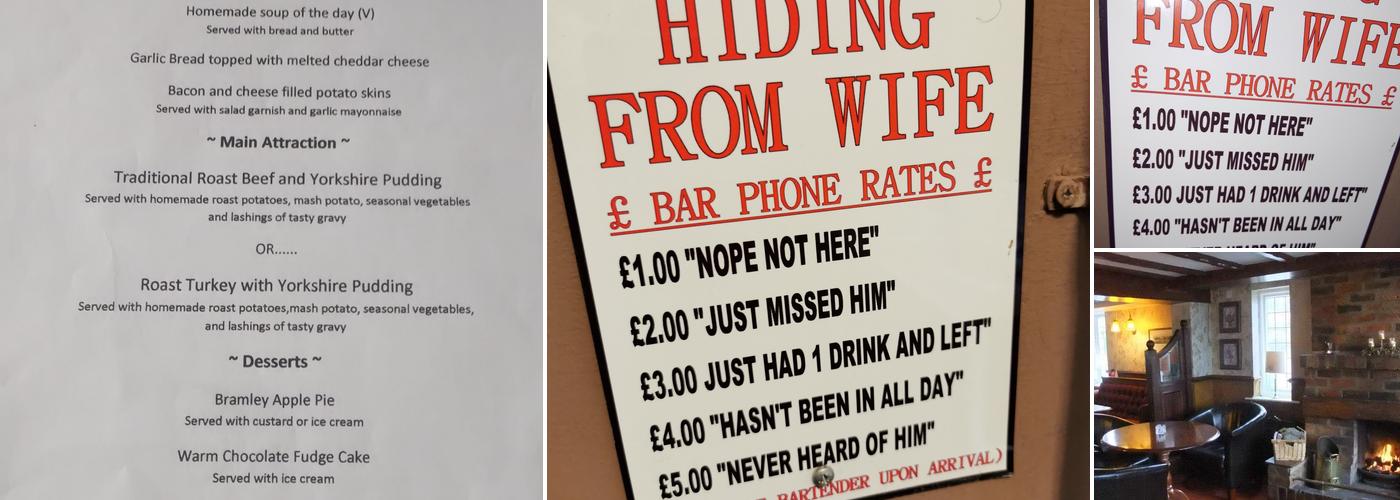 Homemade soup of the day (V)
Served with bread and butter
Garlic Bread topped with melted cheddar cheese
Bacon and cheese filled potato skins
Served with salad garnish and garlic mayonnaise
~ Main Attraction ~
Traditional Roast Beef and Yorkshire Pudding
Served with homemade roast potatoes, mash potato, seasonal vegetables
and lashings of tasty gravy
OR......
Roast Turkey with Yorkshire Pudding
Served with homemade roast potatoes,mash potato, seasonal vegetables,
and lashings of tasty gravy
~ Desserts ~
Bramley Apple Pie
Served with custard or ice cream
Warm Chocolate Fudge Cake
Served with ice cream
HIDING
FROM WIFE
£ BAR PHONE RATES £
£1.00 "NOPE NOT HERE"
£2.00 "JUST MISSED HIM"
£3.00 JUST HAD 1 DRINK AND LEFT"
£4.00 "HASN'T BEEN IN ALL DAY"
£5.00 "NEVER HEARD OF HIM"
BARTENDER UPON ARRIVAL)
FROM WIFE
£ BAR PHONE RATES £
£1.00 "NOPE NOT HERE"
£2.00 "JUST MISSED HIM"
£3.00 JUST HAD 1 DRINK AND LEFT"
£4.00 "HASN'T BEEN IN ALL DAY"